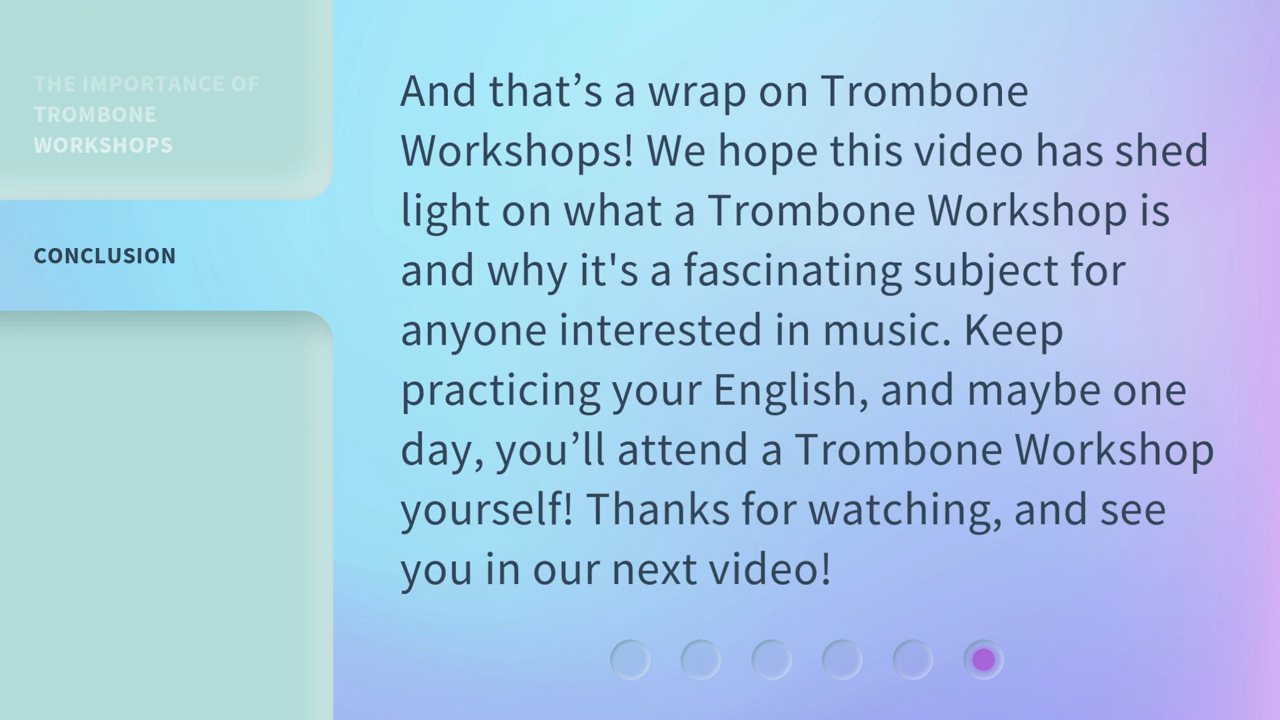 THE IMPORTANCE OF
TROMBONE
WORKSHOPS
CONCLUSION
And that’s a wrap on Trombone
Workshops! We hope this video has shed
light on what a Trombone Workshop is
and why it's a fascinating subject for
anyone interested in music. Keep
practicing your English, and maybe one
day, you’ll attend a Trombone Workshop
yourself! Thanks for watching, and see
you in our next video!